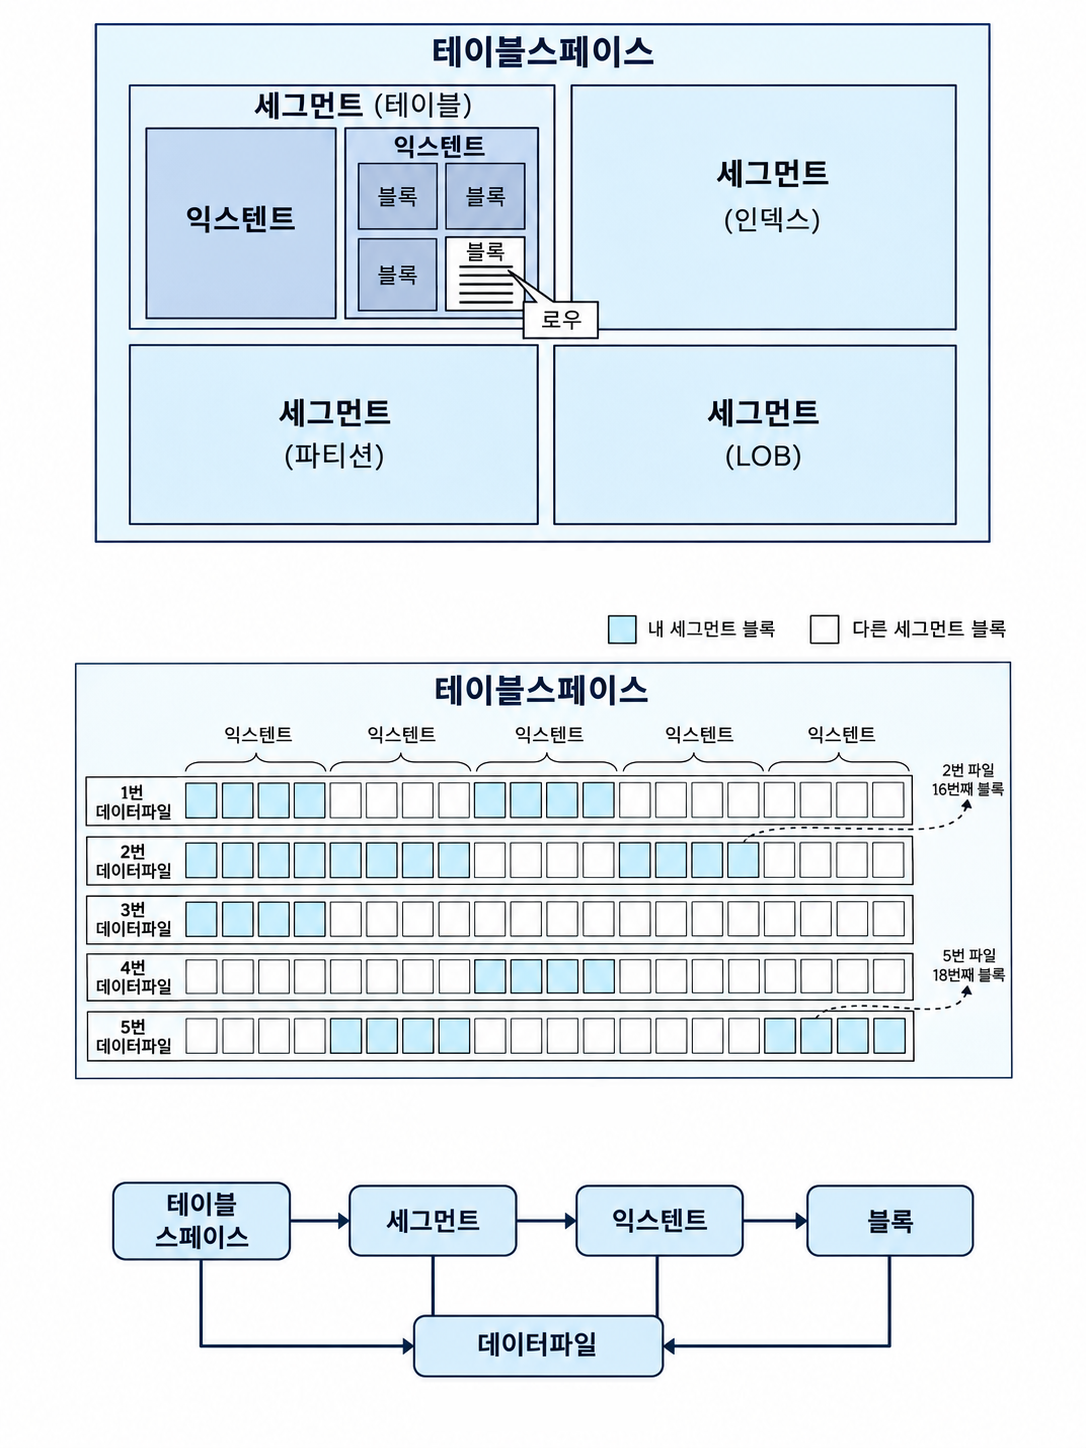 테이블스페이스
세그먼트 (테이블)
익스텐트
익스텐트
블록
블록
블록
블록
로우
세그먼트
(인덱스)
세그먼트
(파티션)
세그먼트
(LOB)
내 세그먼트 블록
다른 세그먼트 블록
테이블스페이스
익스텐트
익스텐트
익스텐트
익스텐트
익스텐트
1번
데이터파일
2번 파일
16번째 블록
2번
데이터파일
3번
데이터파일
4번
데이터파일
5번 파일
18번째 블록
5번
데이터파일
테이블
스페이스
세그먼트
익스텐트
블록
데이터파일